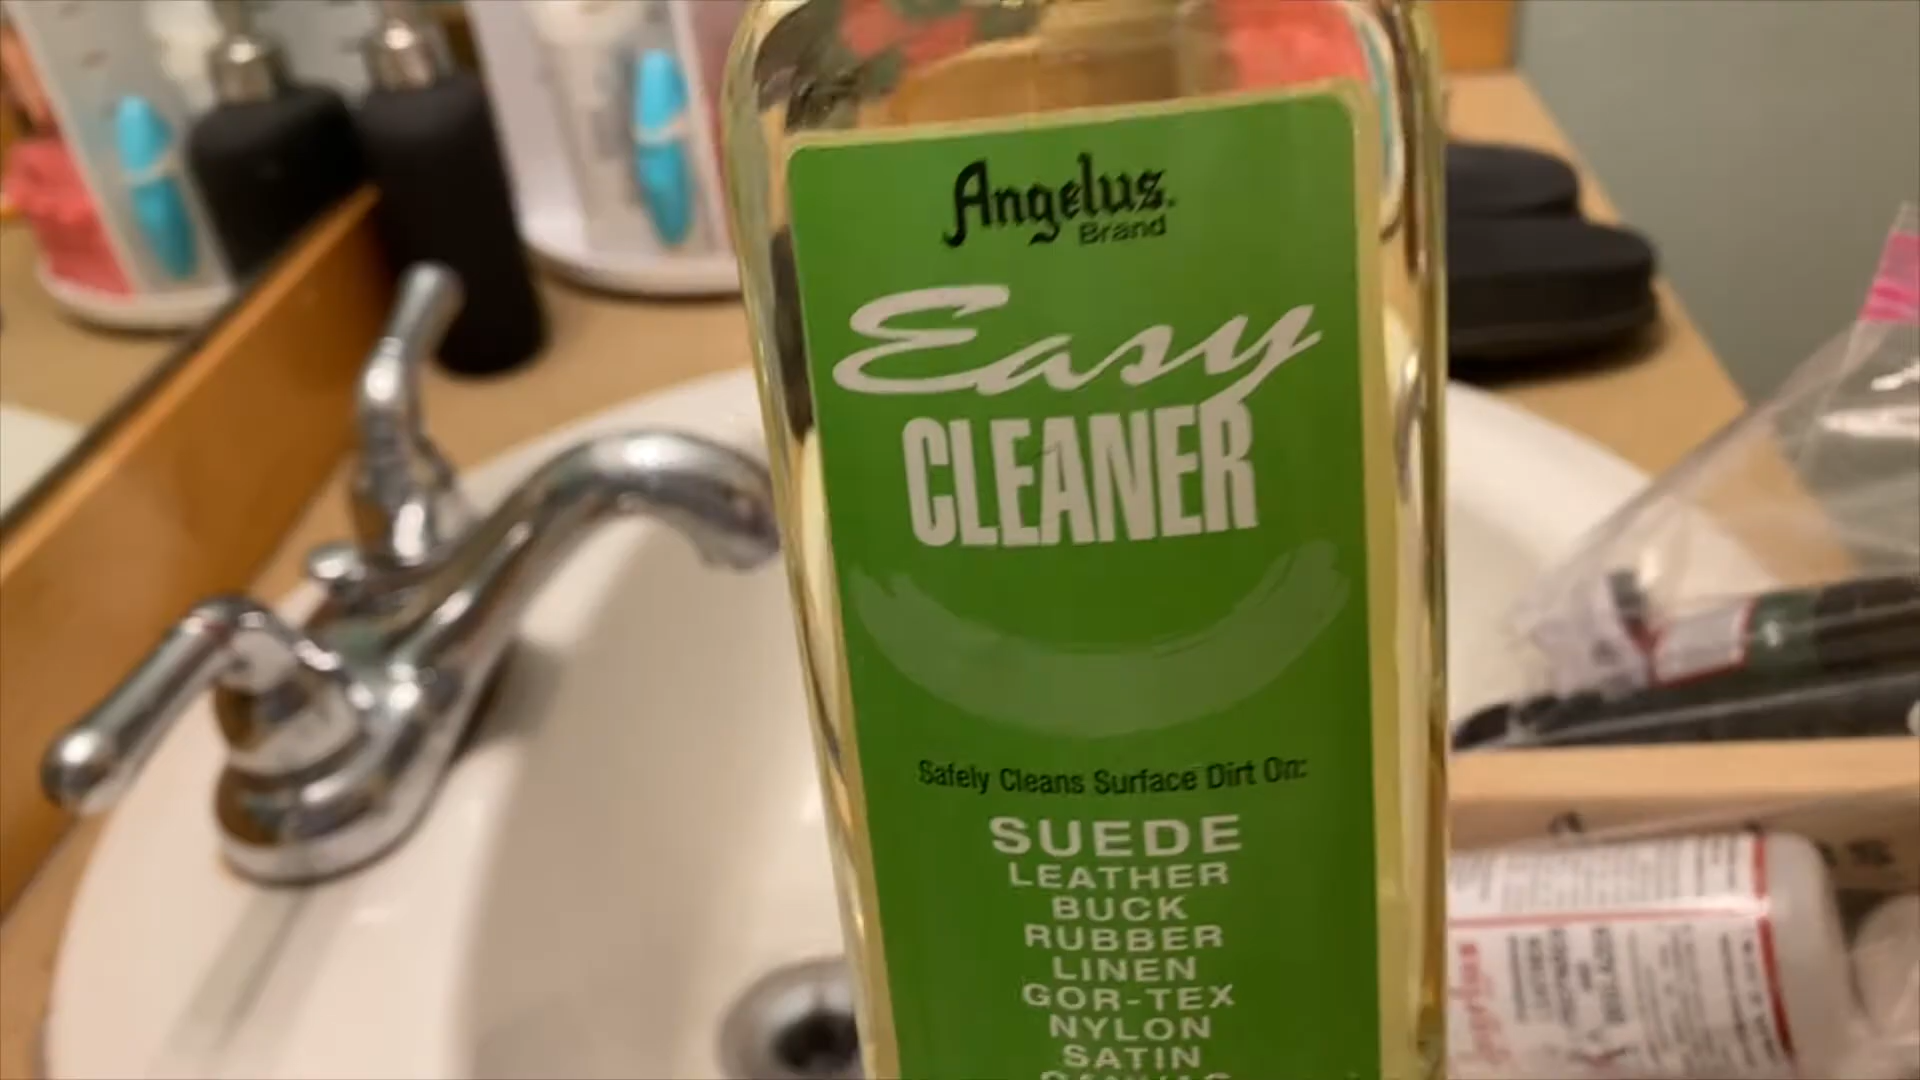 Angelus.
Brand
Easy
CLEANER
Safely Cleans Surface Dirt On:
SUEDE
LEATHER
BUCK
RUBBER
LINEN
GOR-TEX
NYLON
SATIN